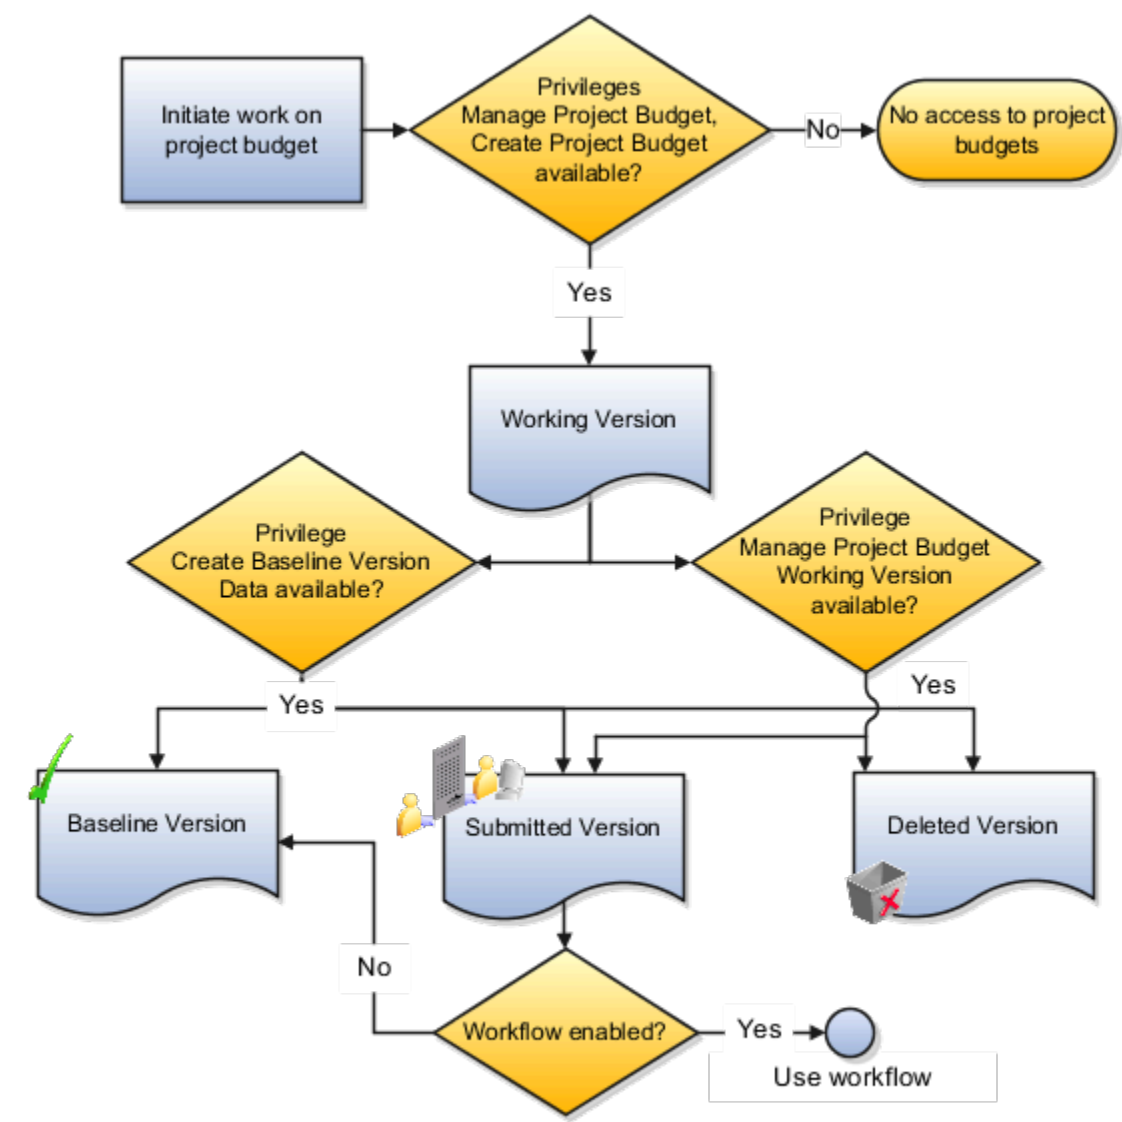 Initiate work on
project budget
Privileges
Manage Project Budget,
Create Project Budget
available?
No
No access to project
budgets
Yes
Working Version
Privilege
Create Baseline Version
Data available?
Privilege
Manage Project Budget
Working Version
available?
Yes
Yes
Baseline Version
Submitted Version
Deleted Version
No
Workflow enabled?
Yes
Use workflow